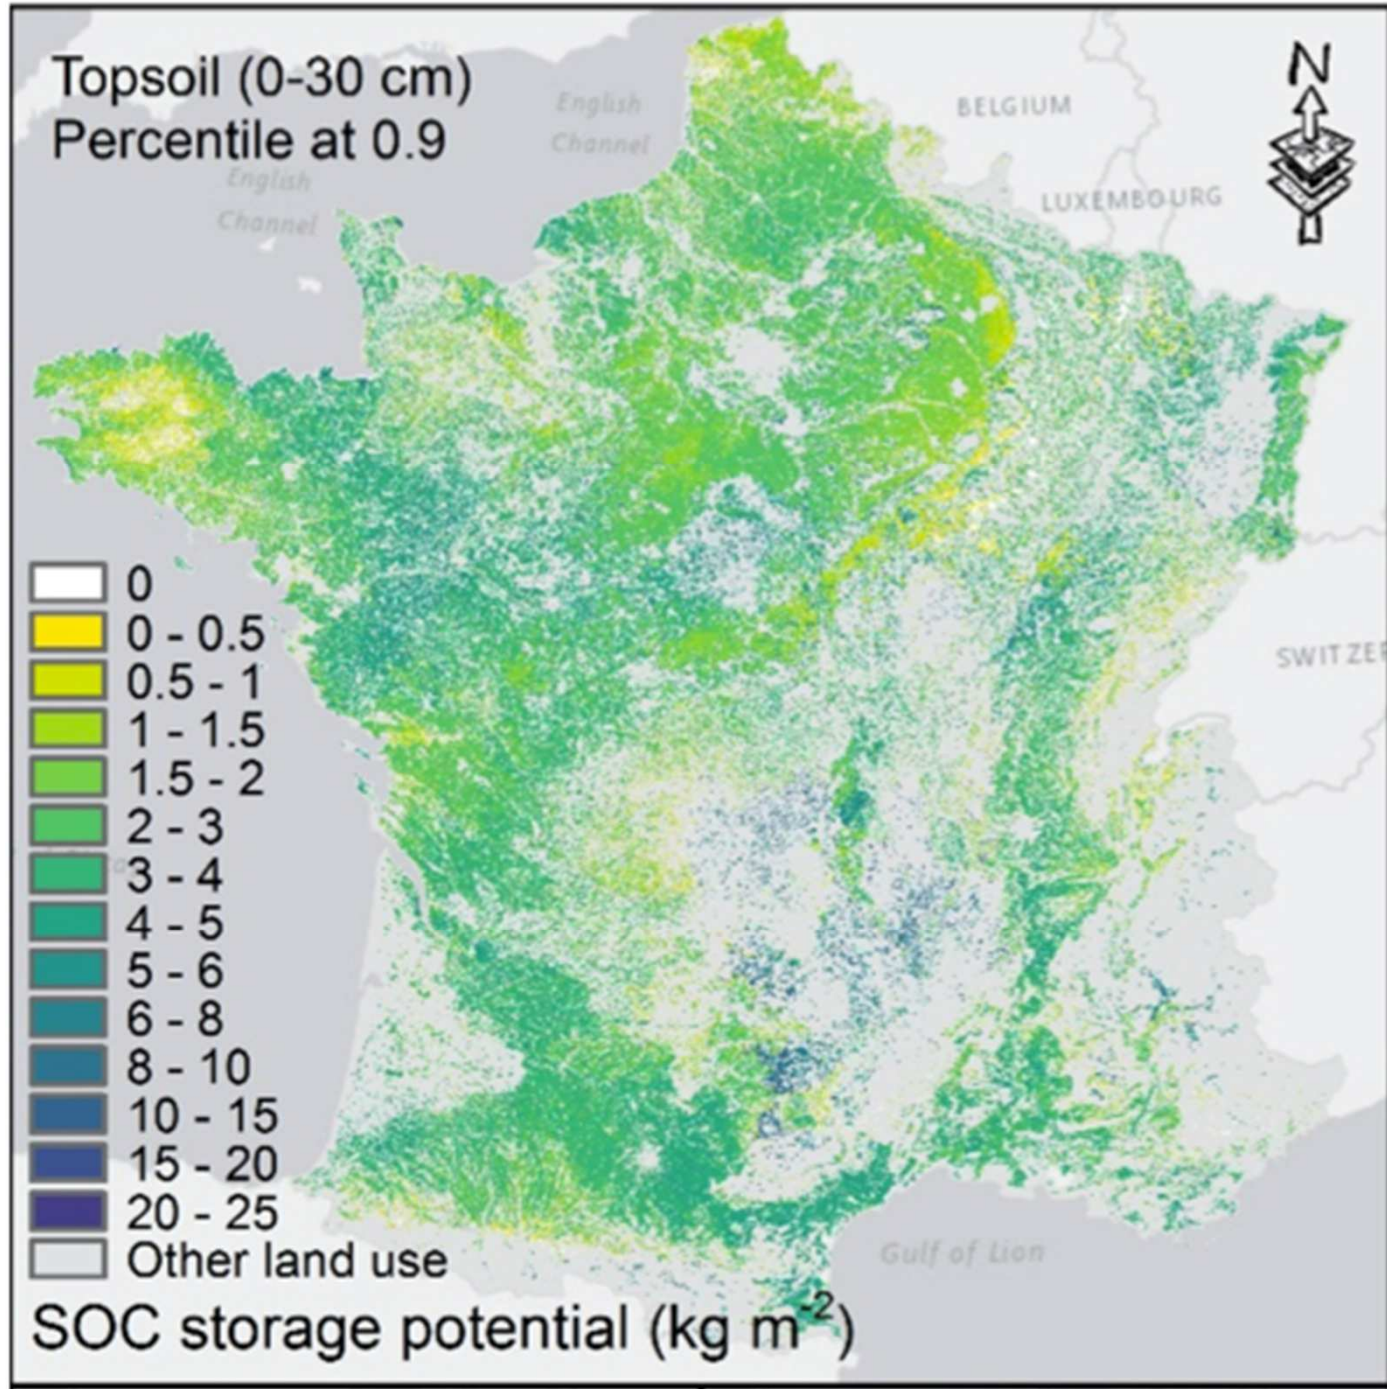 Topsoil (0-30 cm)
Percentile at 0.9
English
Channel
English
Channel
BELGIUM
LUXEMBOURG
N
SWITZER
0
0 - 0.5
0.5 - 1
1 - 1.5
1.5 - 2
2 - 3
3 - 4
4 - 5
5 - 6
6 - 8
8 - 10
10 - 15
15 - 20
20 - 25
Other land use
Gulf of Lion
SOC storage potential (kg m⁻²)